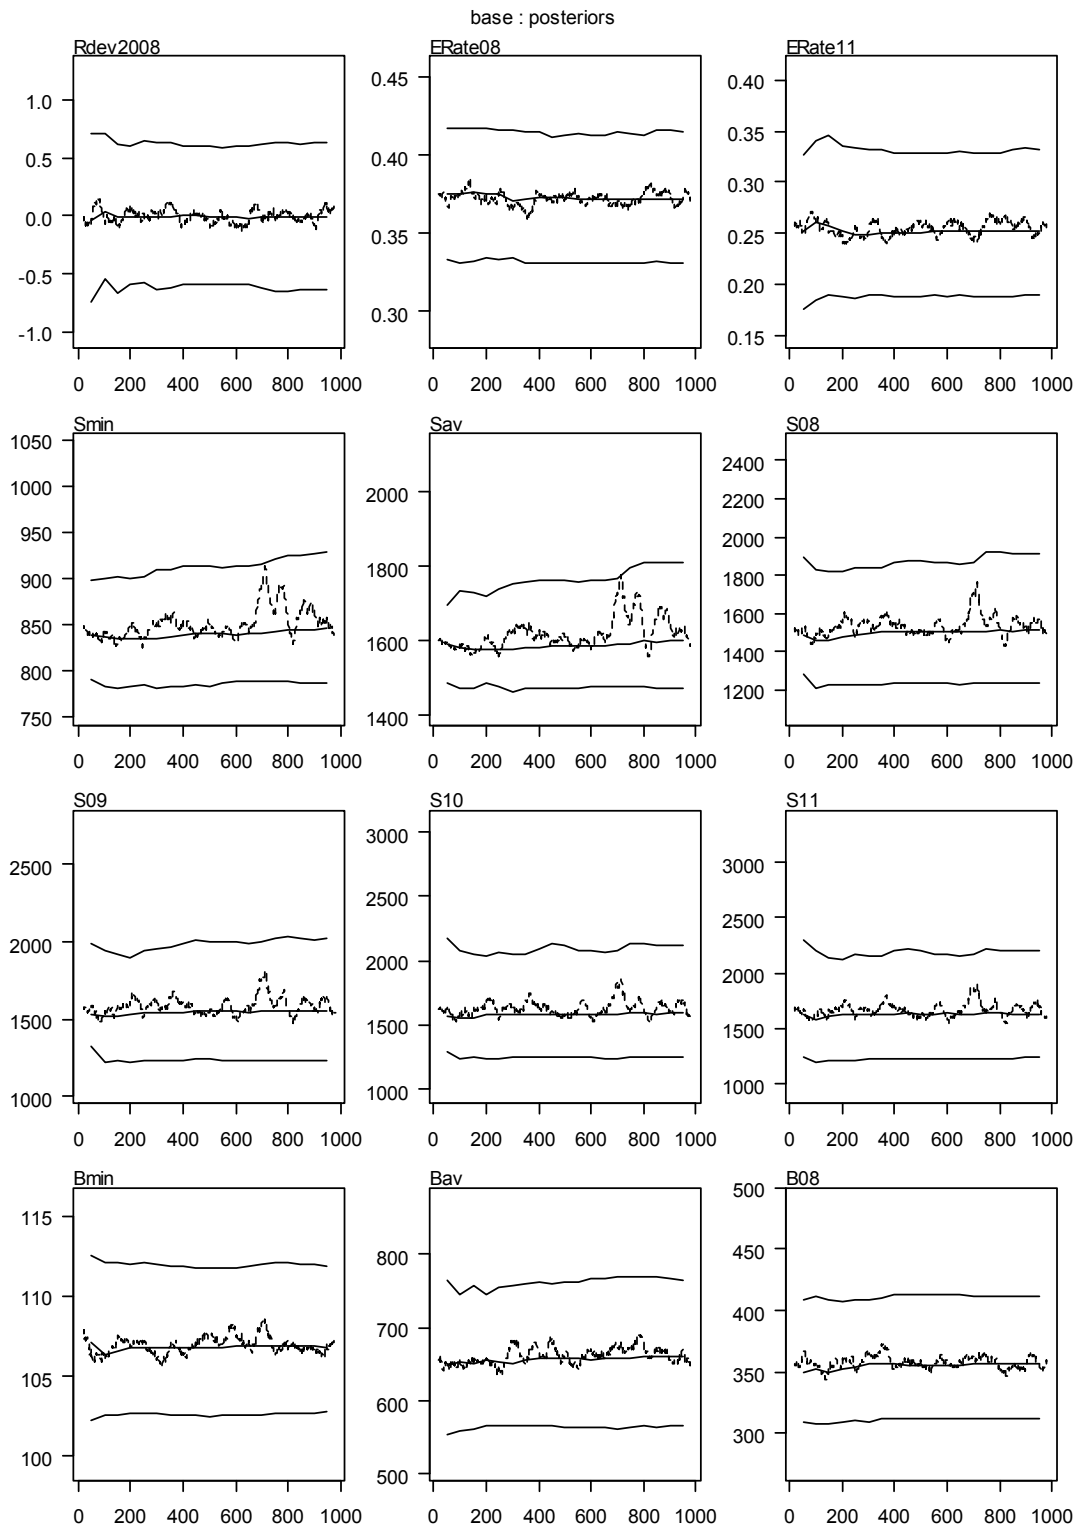 base : posteriors
Rdev2008 ERate08 ERate11
1.0 0.5 0.0 -0.5 -1.0
0.45 0.40 0.35 0.30
0.40 0.35 0.30 0.25 0.20 0.15
0 200 400 600 800 1000 0 200 400 600 800 1000 0 200 400 600 800 1000
Smin Sav S08
1050 1000 950 900 850 800 750
2000 1800 1600 1400
2400 2200 2000 1800 1600 1400 1200
0 200 400 600 800 1000 0 200 400 600 800 1000 0 200 400 600 800 1000
S09 S10 S11
2500 2000 1500 1000
3000 2500 2000 1500 1000
3000 2500 2000 1500 1000
0 200 400 600 800 1000 0 200 400 600 800 1000 0 200 400 600 800 1000
Bmin Bav B08
115 110 105 100
800 700 600 500
500 450 400 350 300
0 200 400 600 800 1000 0 200 400 600 800 1000 0 200 400 600 800 1000